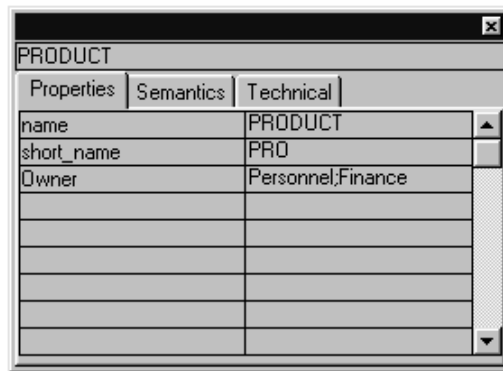 PRODUCT
Properties Semantics Technical
name PRODUCT
short_name PRO
Owner Personnel;Finance